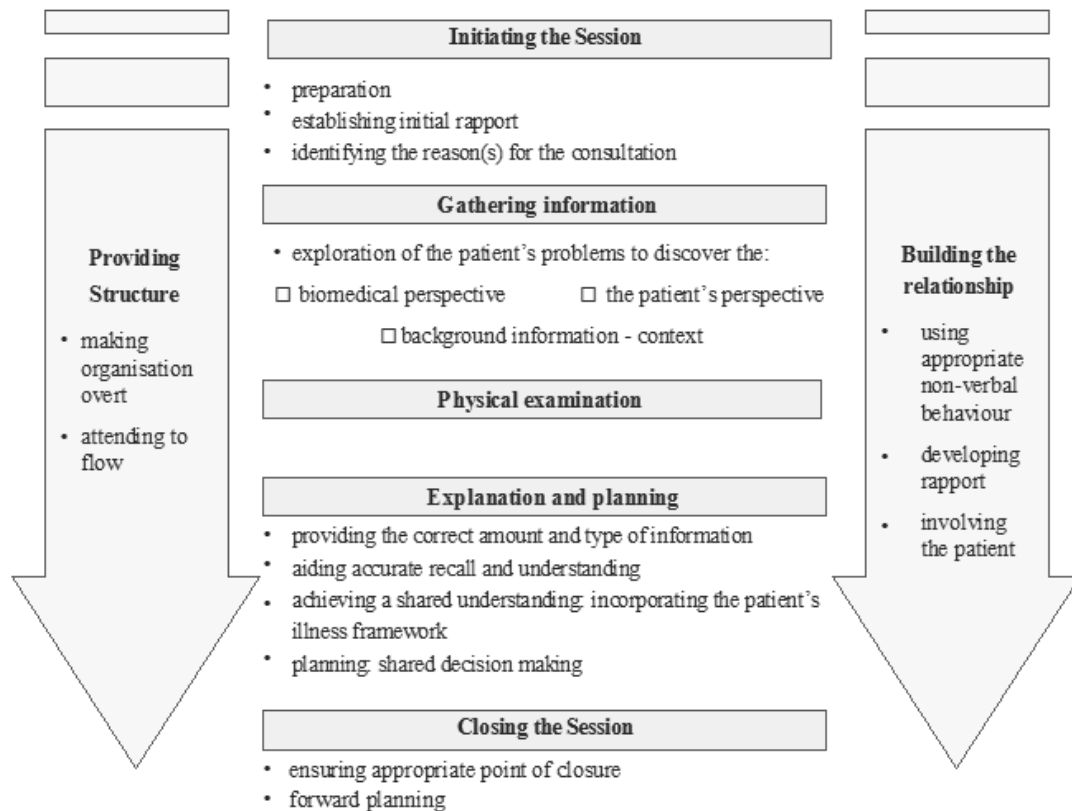 Initiating the Session
• preparation
• establishing initial rapport
• identifying the reason(s) for the consultation
Gathering information
• exploration of the patient's problems to discover the:
☐ biomedical perspective ☐ the patient's perspective
☐ background information - context
Physical examination
Explanation and planning
• providing the correct amount and type of information
• aiding accurate recall and understanding
• achieving a shared understanding: incorporating the patient's
illness framework
• planning: shared decision making
Closing the Session
• ensuring appropriate point of closure
• forward planning
Providing
Structure
• making
organisation
overt
• attending to
flow
Building the
relationship
• using
appropriate
non-verbal
behaviour
• developing
rapport
• involving
the patient